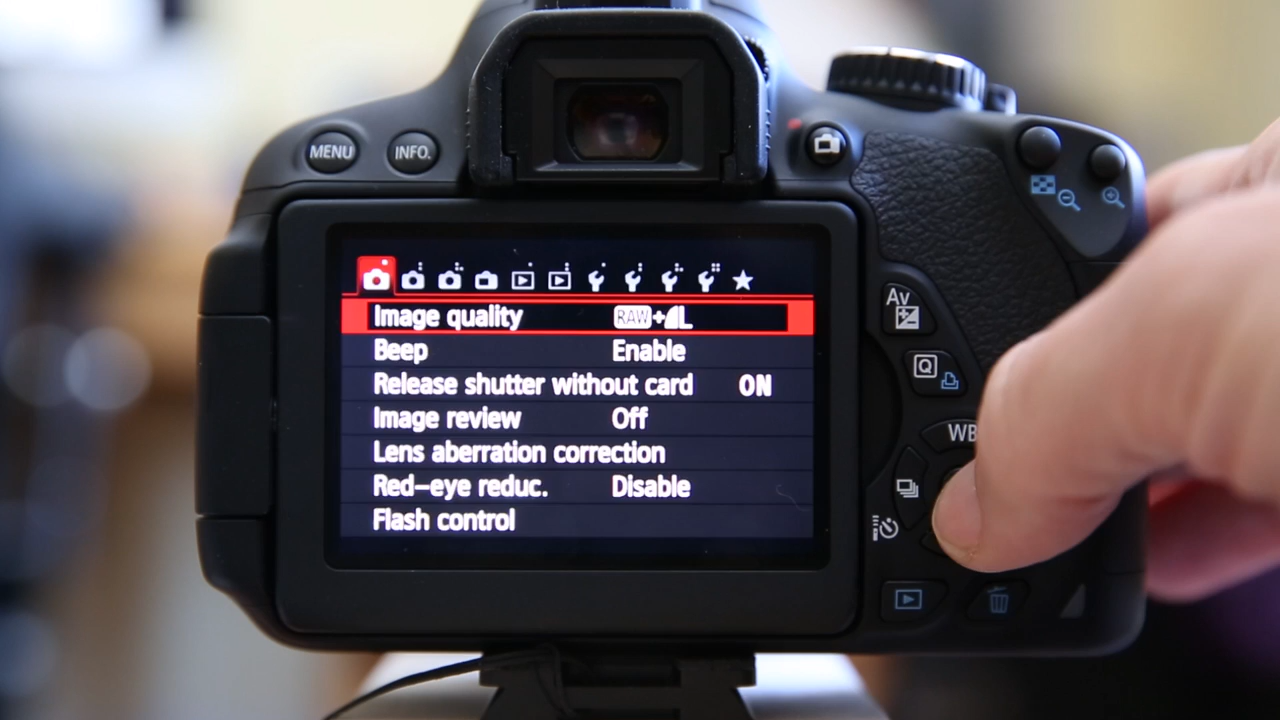 MENU INFO.
Image quality RAW+L
Beep Enable
Release shutter without card ON
Image review Off
Lens aberration correction
Red-eye reduc. Disable
Flash control
Av
Q
WB